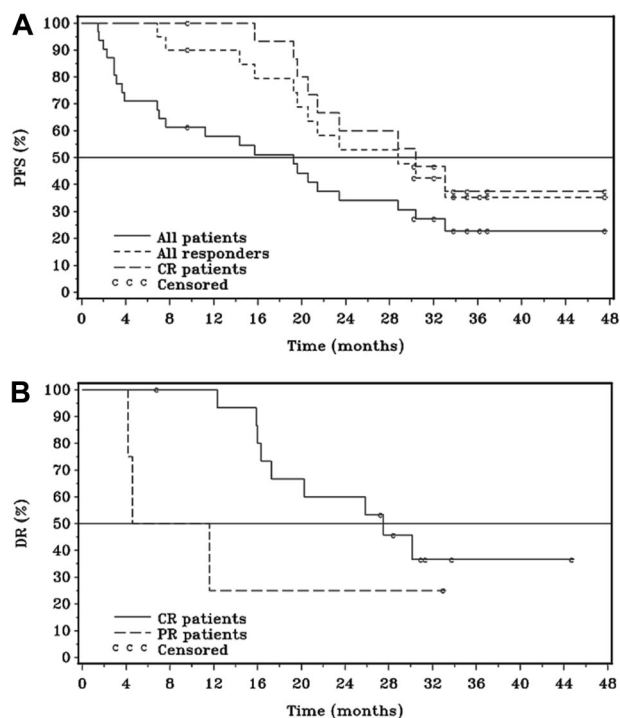 A
100
90
80
70
60
50
40
30
20
10
0
PFS (%)
All patients
All responders
CR patients
c c c Censored
0 4 8 12 16 20 24 28 32 36 40 44 48
Time (months)
B
100
90
80
70
60
50
40
30
20
10
0
DR (%)
CR patients
PR patients
c c c Censored
0 4 8 12 16 20 24 28 32 36 40 44 48
Time (months)